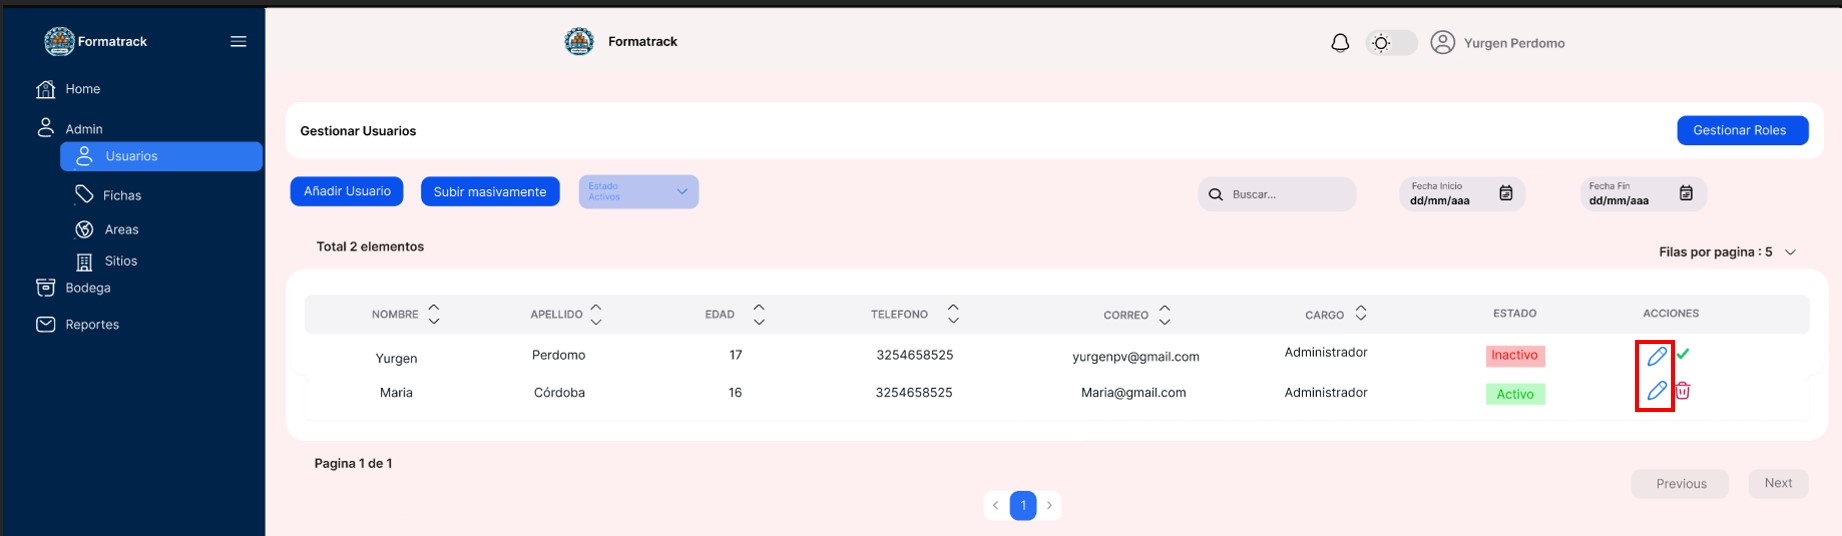 Formatrack
Formatrack
Yurgen Perdomo
Home
Admin
Usuarios
Fichas
Areas
Sitios
Bodega
Reportes
Gestionar Usuarios
Gestionar Roles
Añadir Usuario
Subir masivamente
Estado
Activos
Buscar...
Fecha Inicio
dd/mm/aaa
Fecha Fin
dd/mm/aaa
Total 2 elementos
Filas por pagina : 5
NOMBRE APELLIDO EDAD TELEFONO CORREO CARGO ESTADO ACCIONES
Yurgen Perdomo 17 3254658525 yurgenpv@gmail.com Administrador Inactivo
Maria Córdoba 16 3254658525 Maria@gmail.com Administrador Activo
Pagina 1 de 1
< 1 >
Previous
Next